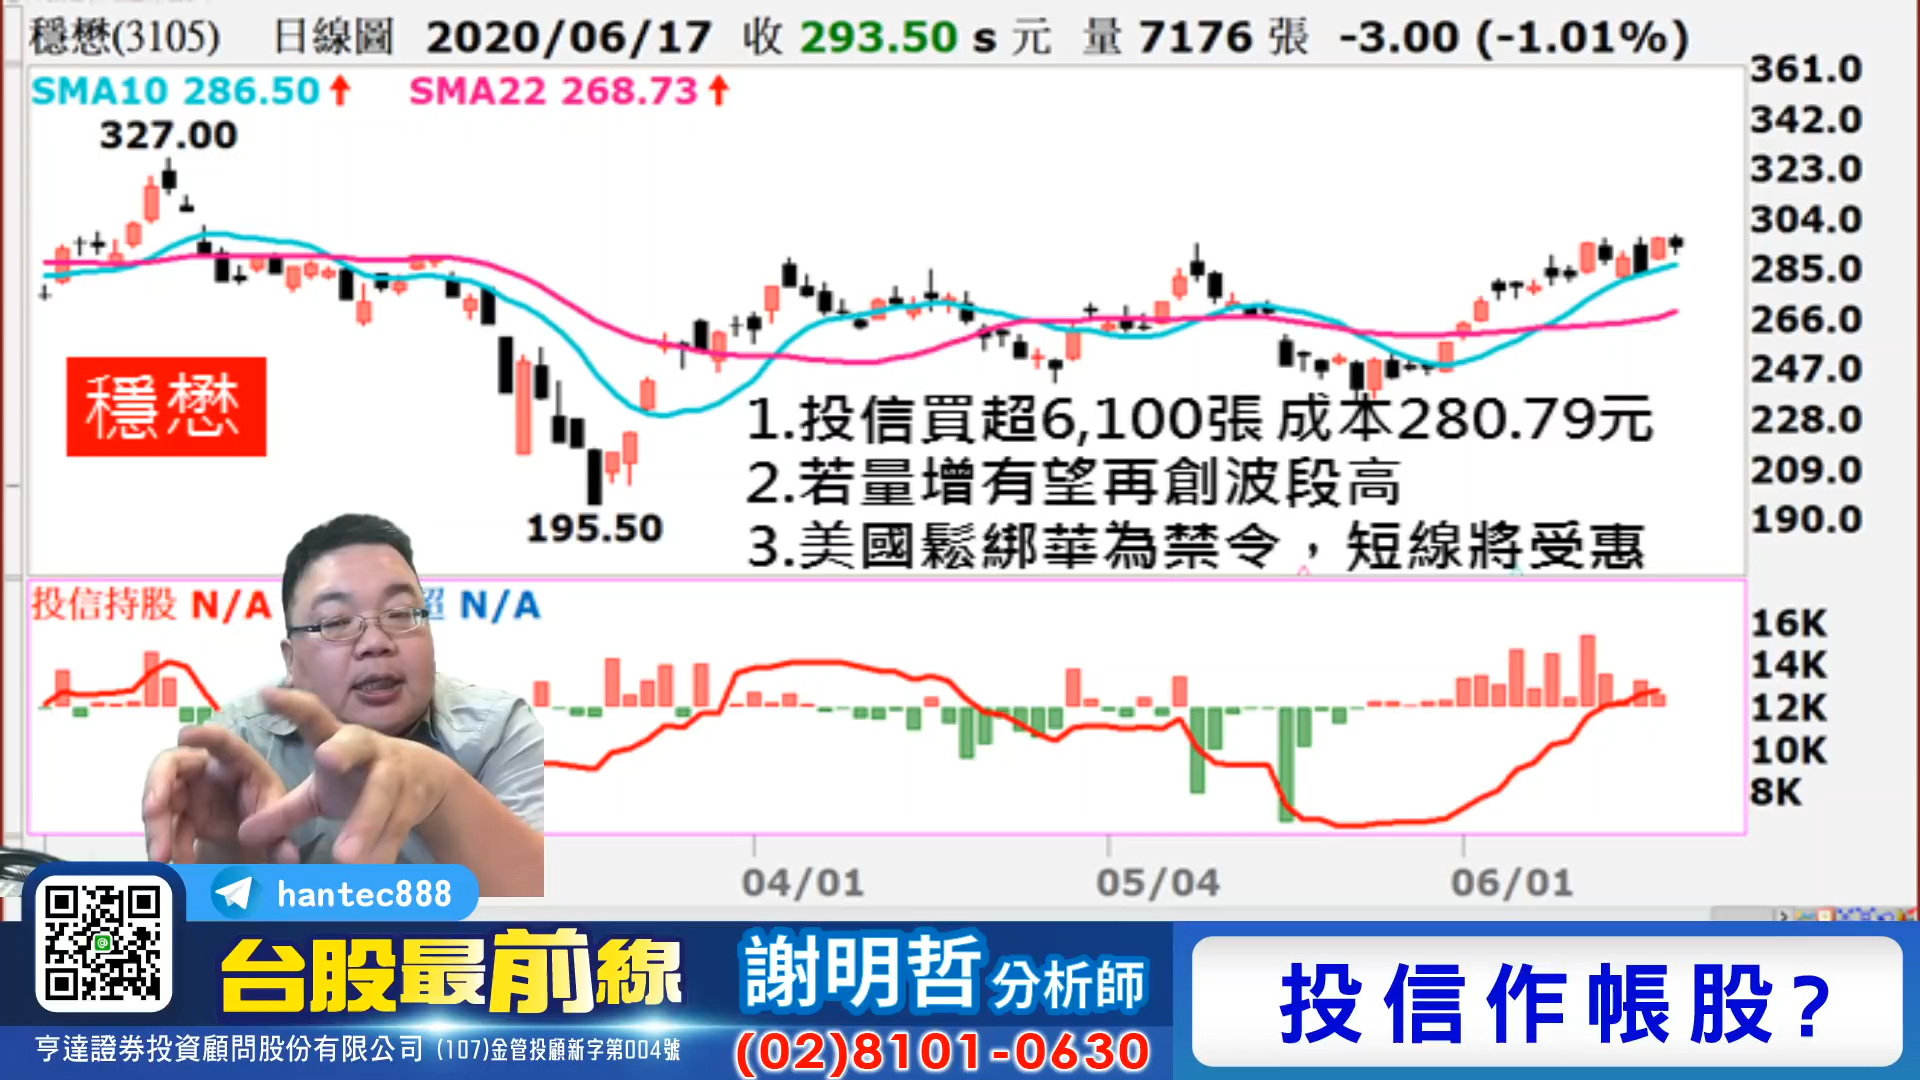 穩懋(3105) 日線圖 2020/06/17 收 293.50 s 元 量 7176 張 -3.00 (-1.01%)
SMA10 286.50 SMA22 268.73
327.00
195.50
361.0
342.0
323.0
304.0
285.0
266.0
247.0
228.0
209.0
190.0
穩懋
1.投信買超6,100張 成本280.79元
2.若量增有望再創波段高
3.美國鬆綁華為禁令，短線將受惠
投信持股 N/A 超 N/A
16K
14K
12K
10K
8K
04/01 05/04 06/01
hantec888
台股最前線
謝明哲 分析師
投信作帳股?
亨達證券投資顧問股份有限公司 (107)金管投顧新字第004號
(02)8101-0630